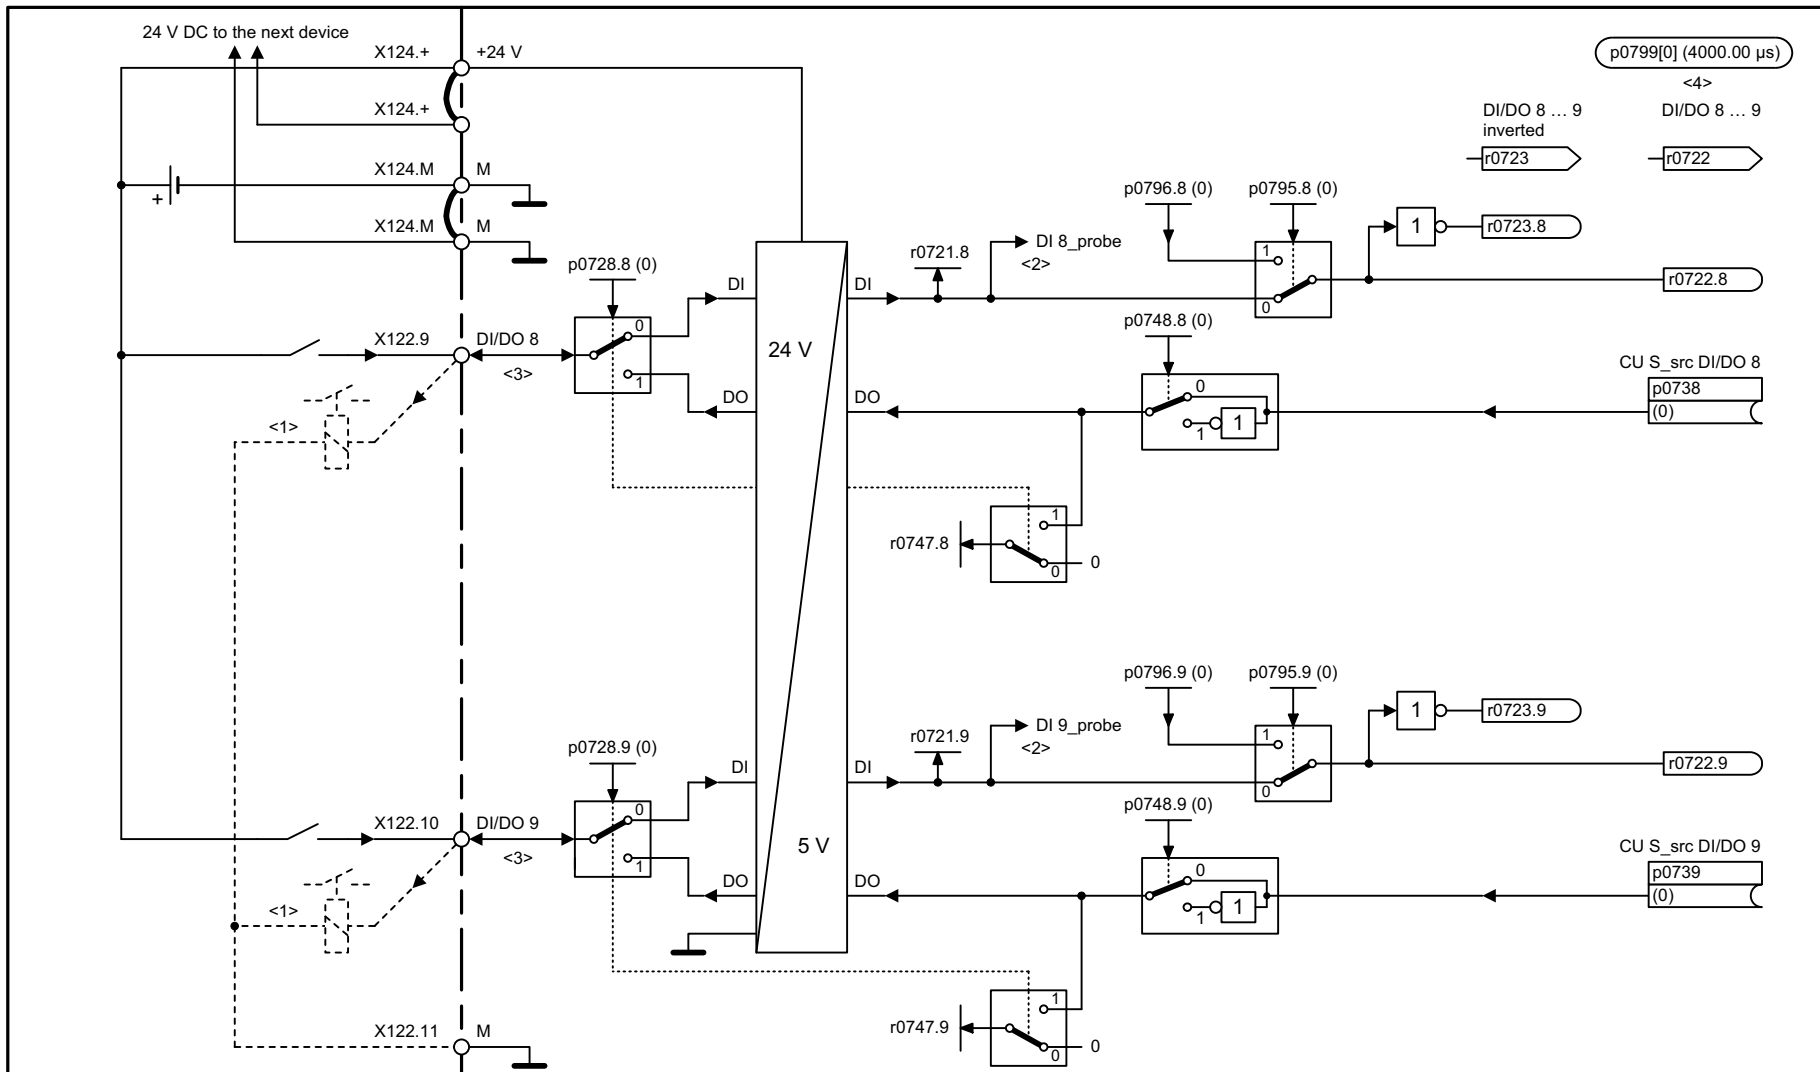 24 V DC to the next device
X124.+
+24 V
X124.+
X124.M
M
+
X124.M
M
p0799[0] (4000.00 µs)
<4>
DI/DO 8 … 9
inverted
DI/DO 8 … 9
r0723
r0722
p0796.8 (0)
p0795.8 (0)
1
r0723.8
p0728.8 (0)
r0721.8
DI 8_probe
<2>
1
0
r0722.8
DI
DI
X122.9
DI/DO 8
<3>
0
1
24 V
p0748.8 (0)
CU S_src DI/DO 8
p0738
(0)
DO
DO
0
1
1
<1>
r0747.8
1
0
0
p0796.9 (0)
p0795.9 (0)
1
r0723.9
p0728.9 (0)
r0721.9
DI 9_probe
<2>
1
0
r0722.9
DI
DI
X122.10
DI/DO 9
<3>
0
1
5 V
p0748.9 (0)
CU S_src DI/DO 9
p0739
(0)
DO
DO
0
1
1
<1>
r0747.9
1
0
0
X122.11
M